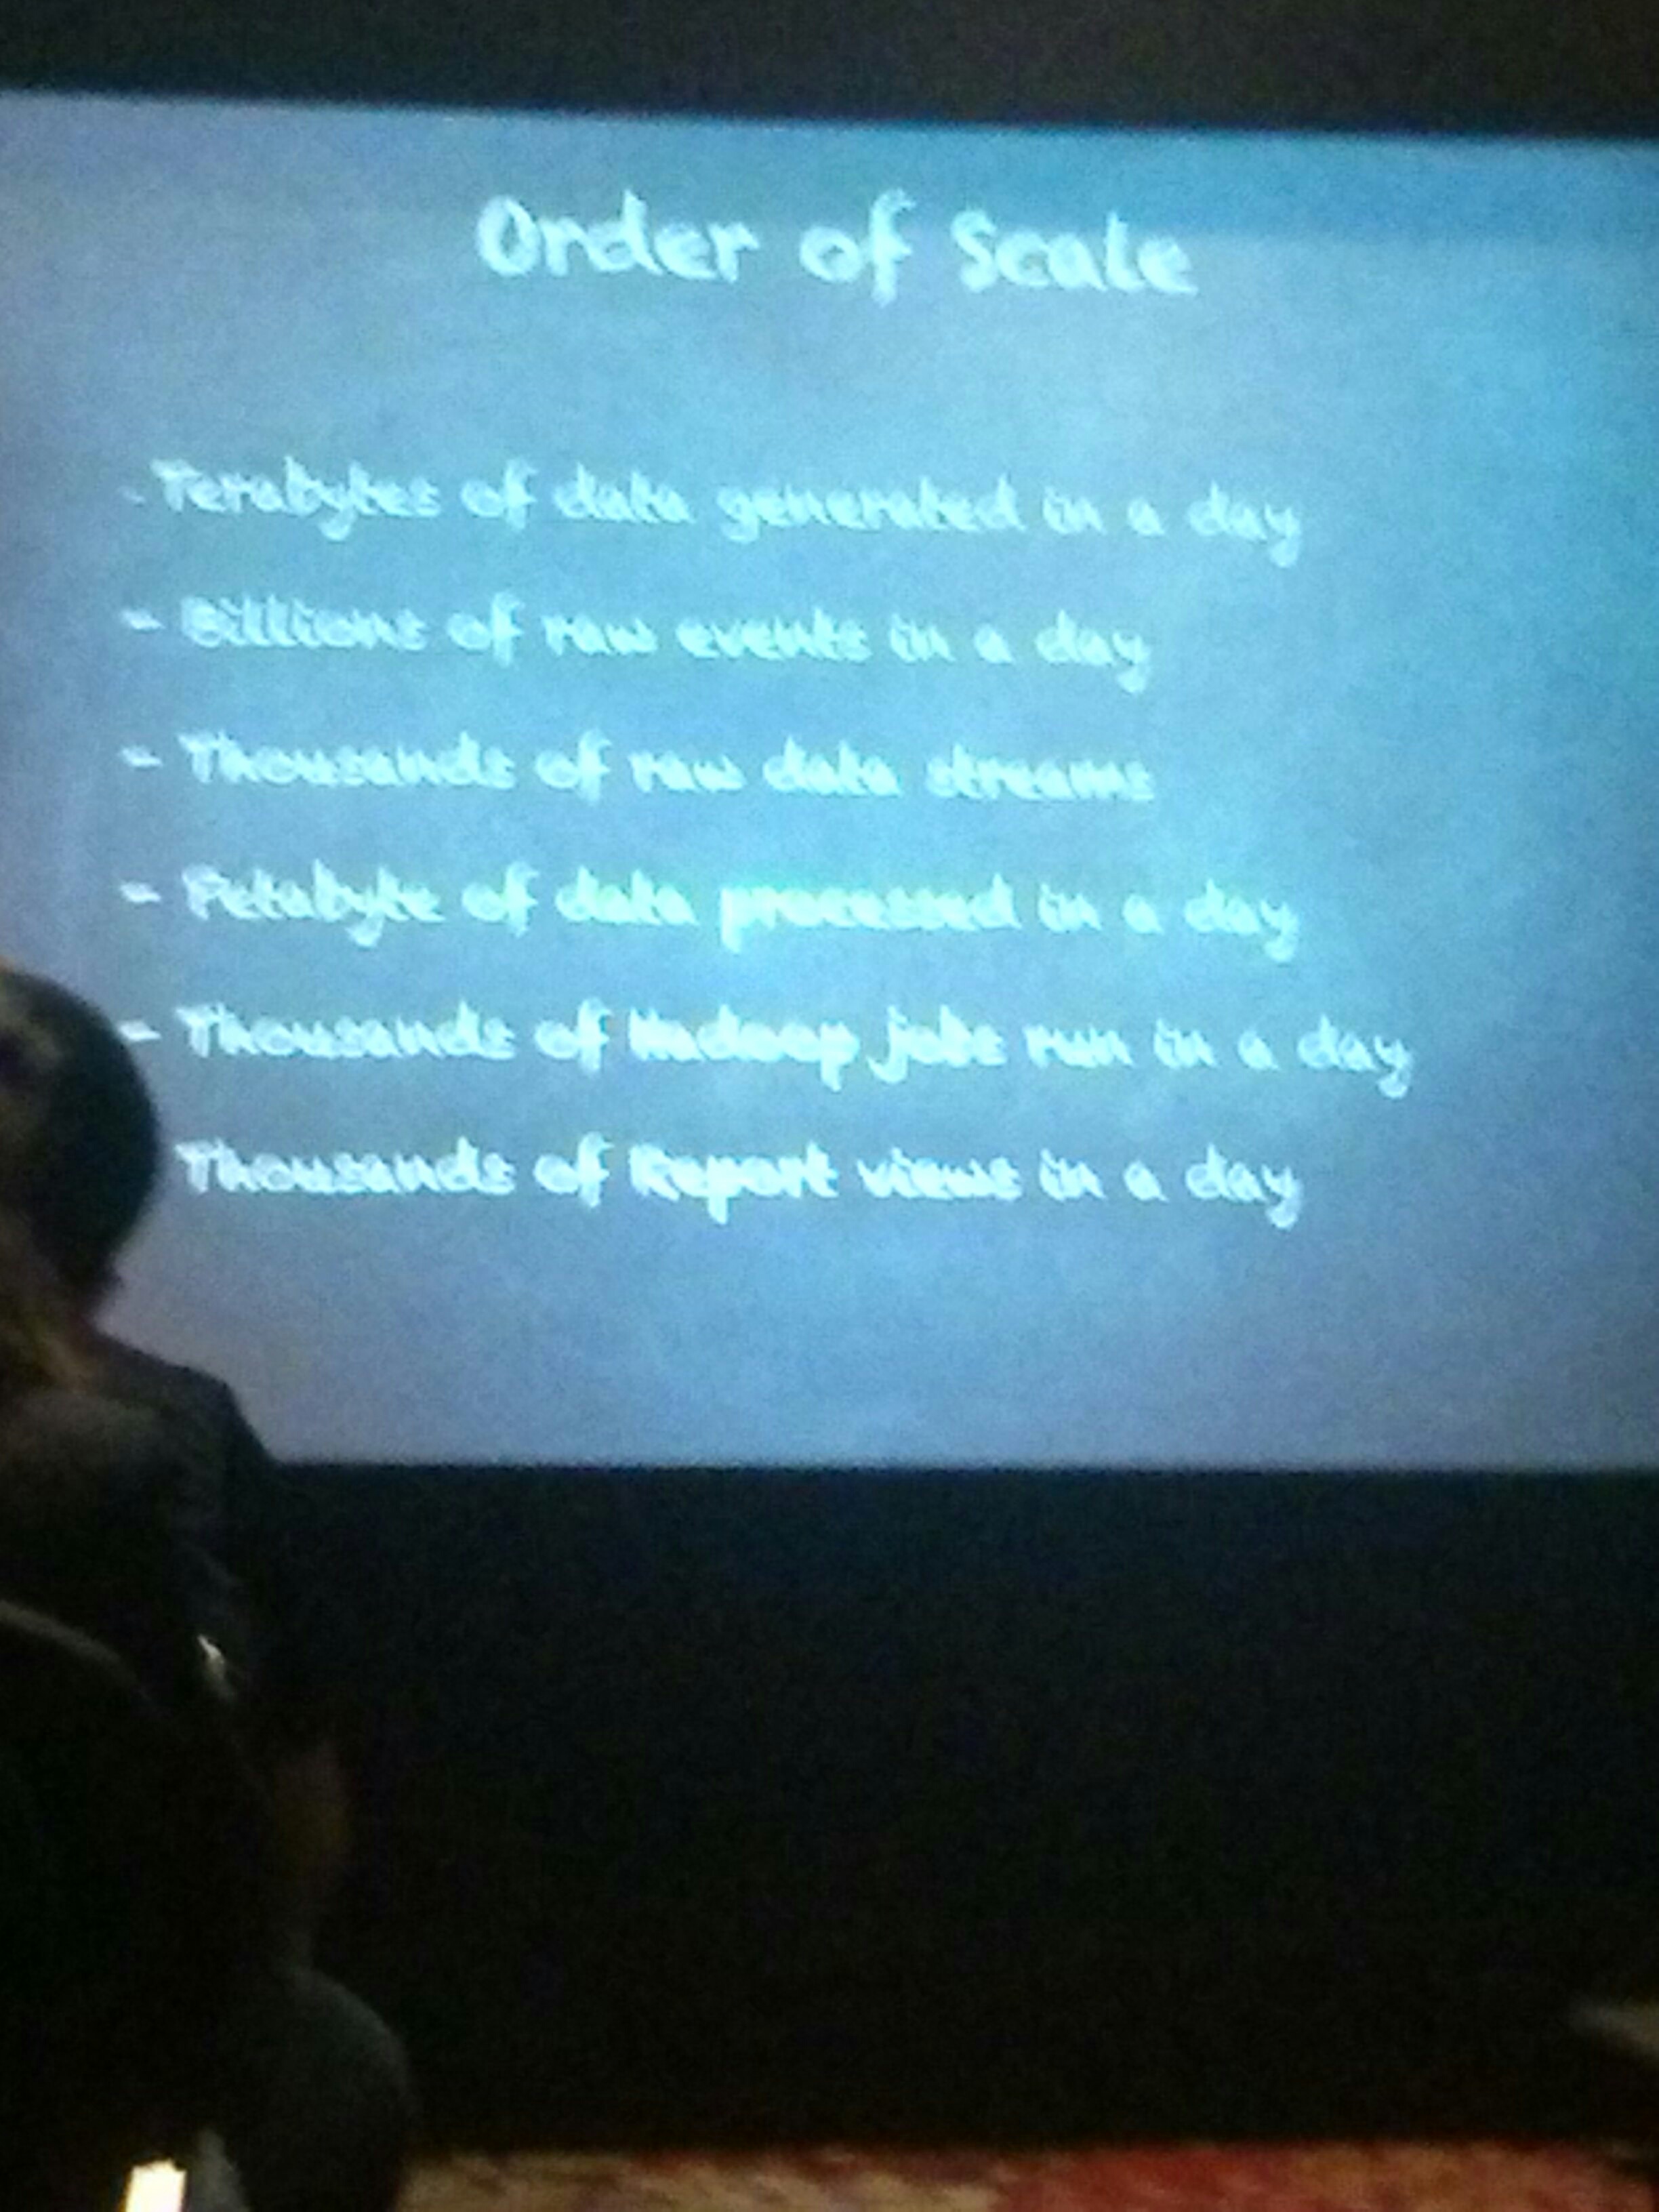 Order of Scale
- Terabytes of data generated in a day
- Billions of raw events in a day
- Thousands of raw data streams
- Petabyte of data processed in a day
- Thousands of Hadoop jobs run in a day
Thousands of Report views in a day